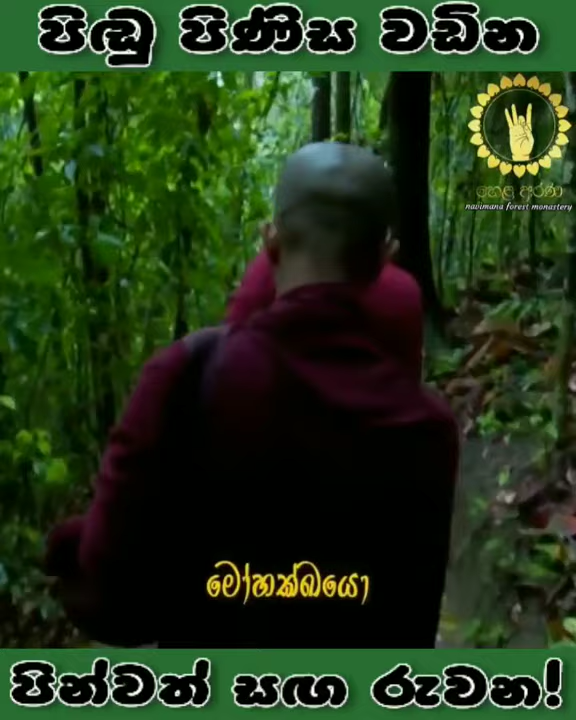 පිඬු පිණිස වඩින
හෙළ අරණ
navimana forest monastery
මෝහක්ඛයො
පින්වත් සඟ රුවන!